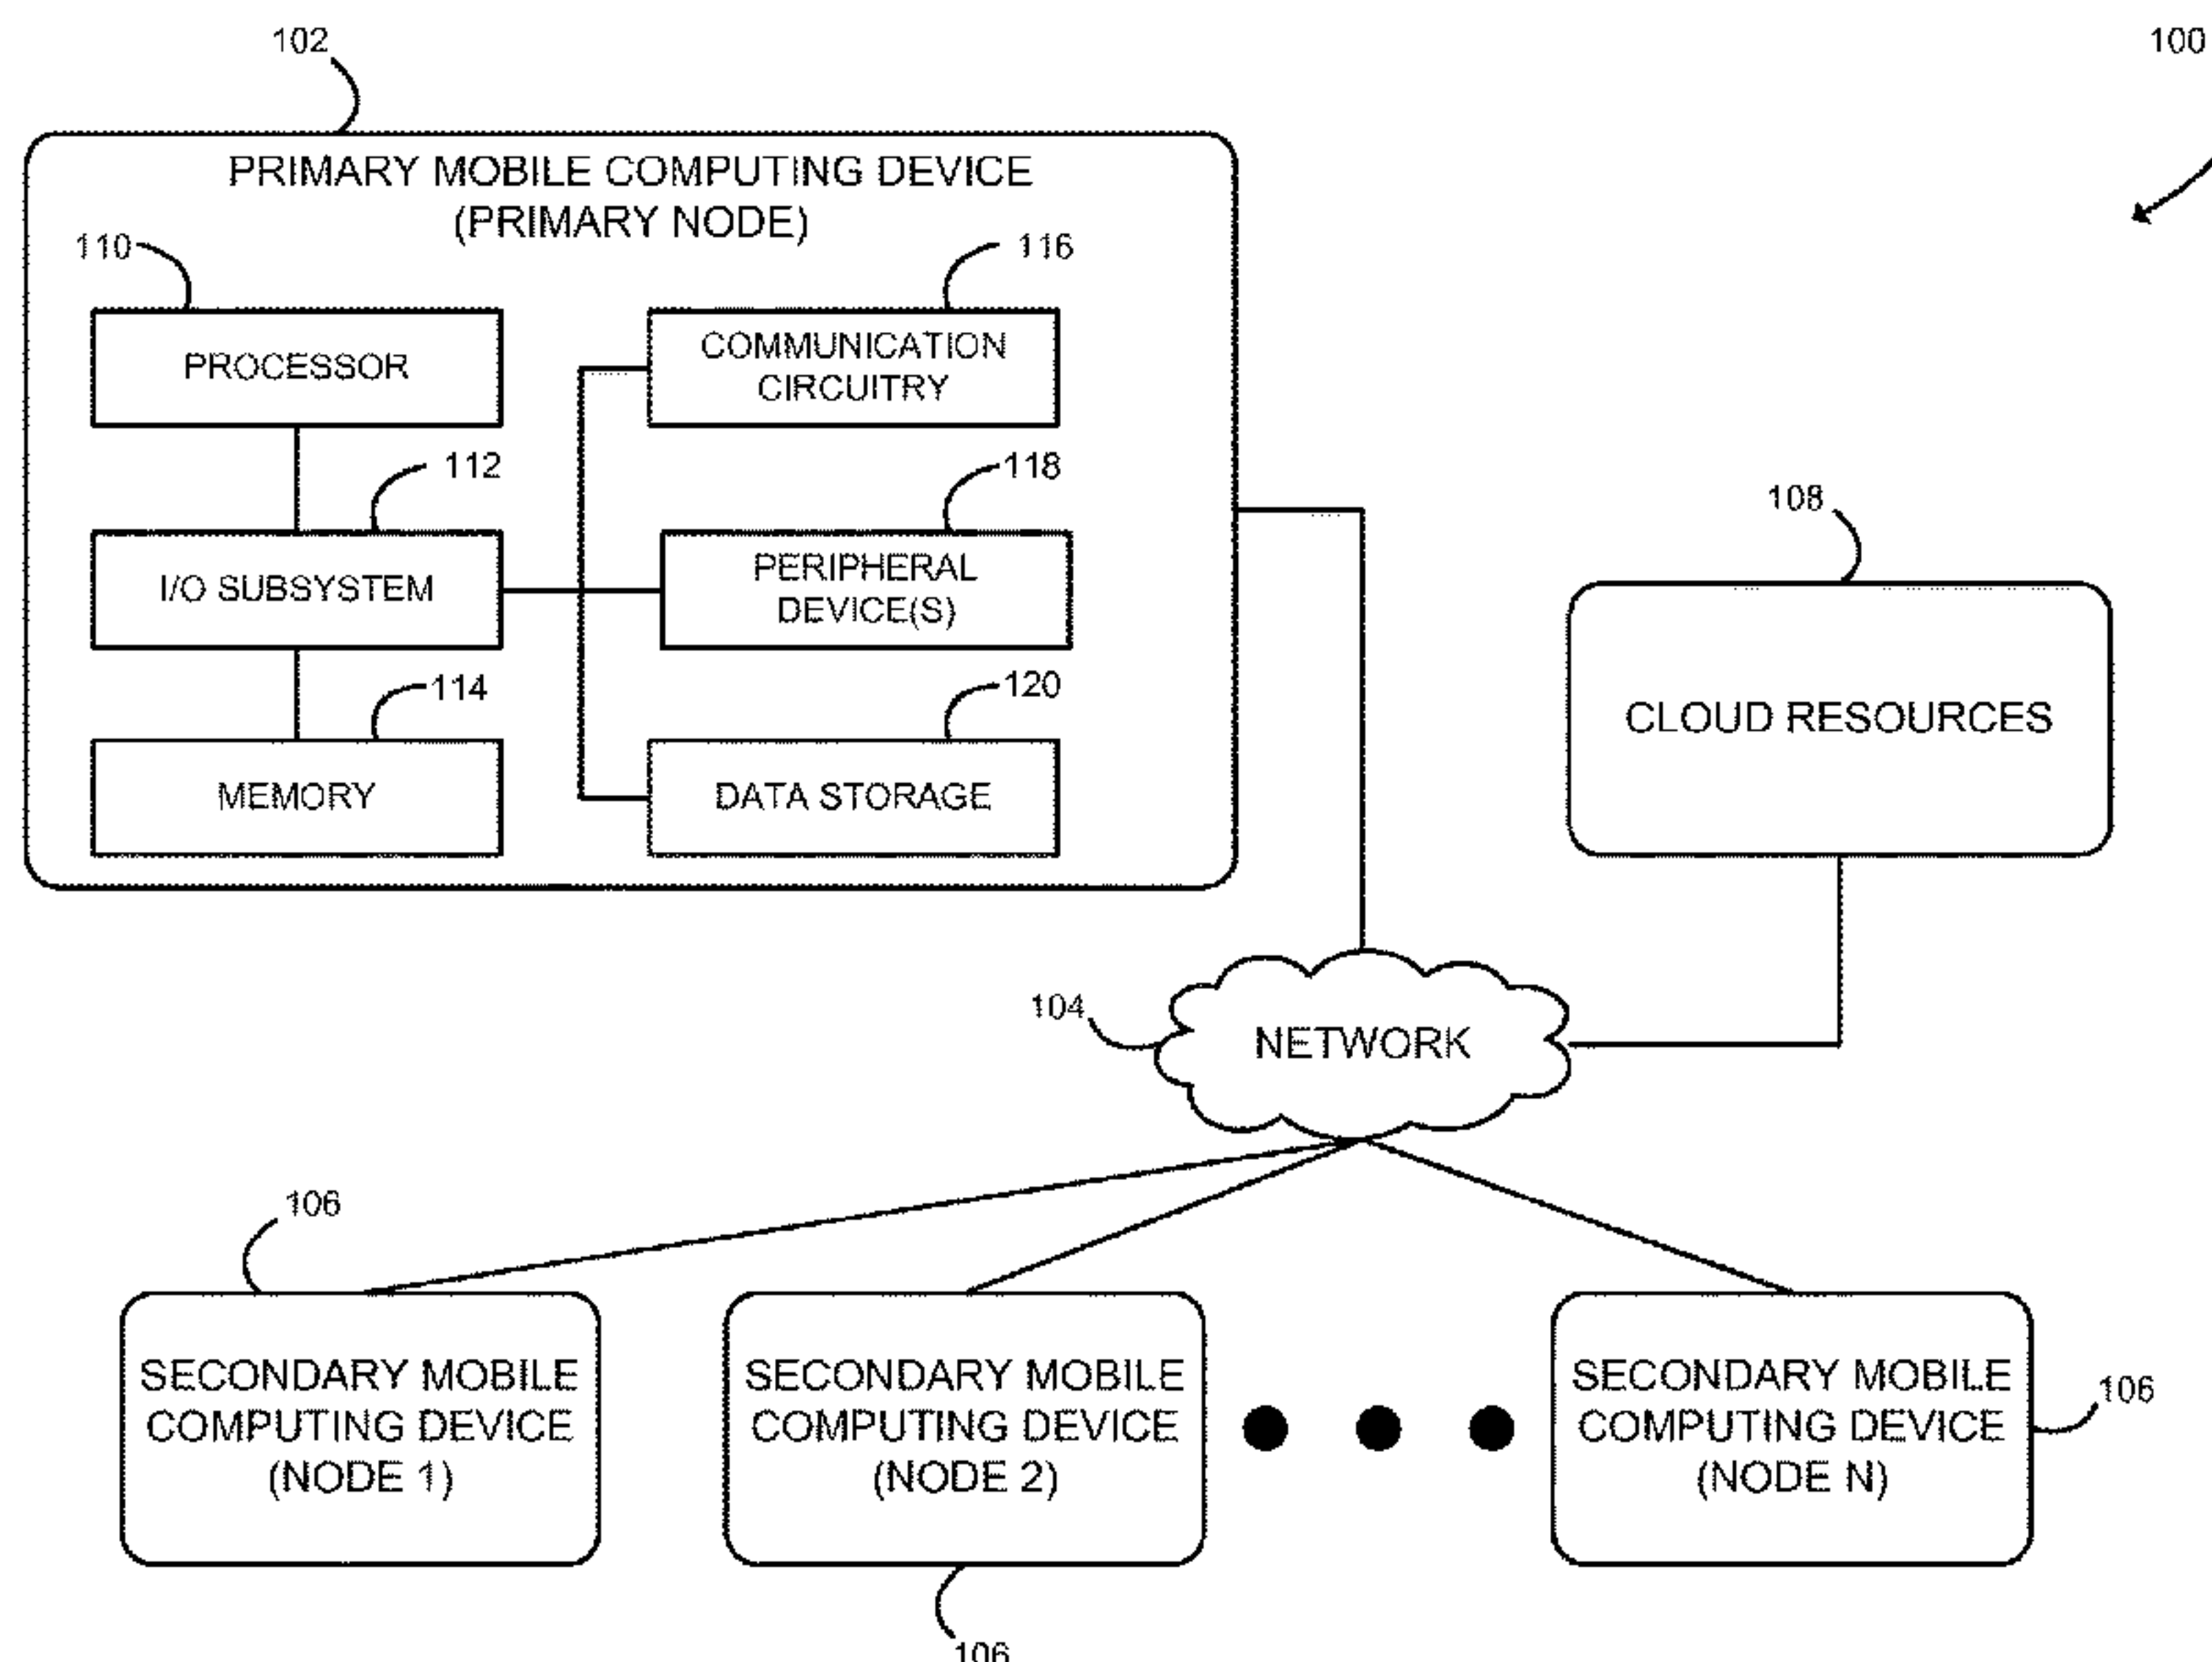 102
100
PRIMARY MOBILE COMPUTING DEVICE
(PRIMARY NODE)
110
116
PROCESSOR
COMMUNICATION
CIRCUITRY
112
118
108
I/O SUBSYSTEM
PERIPHERAL
DEVICE(S)
114
120
CLOUD RESOURCES
MEMORY
DATA STORAGE
104
NETWORK
106
SECONDARY MOBILE
COMPUTING DEVICE
(NODE 1)
SECONDARY MOBILE
COMPUTING DEVICE
(NODE 2)
SECONDARY MOBILE
COMPUTING DEVICE
(NODE N)
106
106